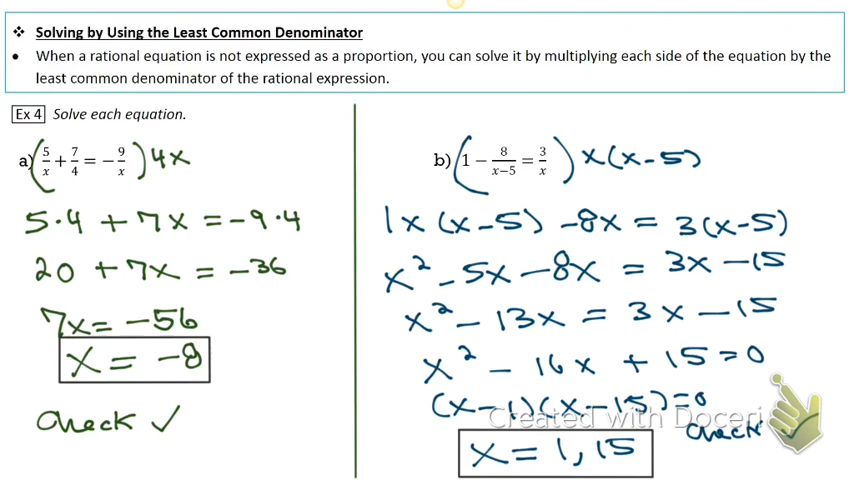 ❖ Solving by Using the Least Common Denominator
• When a rational equation is not expressed as a proportion, you can solve it by multiplying each side of the equation by the
least common denominator of the rational expression.
Ex 4 Solve each equation.
a) (5/x + 7/4 = −9/x) 4x
5·4 + 7x = −9·4
20 + 7x = −36
7x = −56
x = −8
Check ✓
b) (1 − 8/(x−5) = 3/x) x(x−5)
1x(x−5) −8x = 3(x−5)
x² − 5x − 8x = 3x − 15
x² − 13x = 3x − 15
x² − 16x + 15 = 0
(x−1)(x−15)=0
Created with Doceri
Check ✓
x = 1, 15